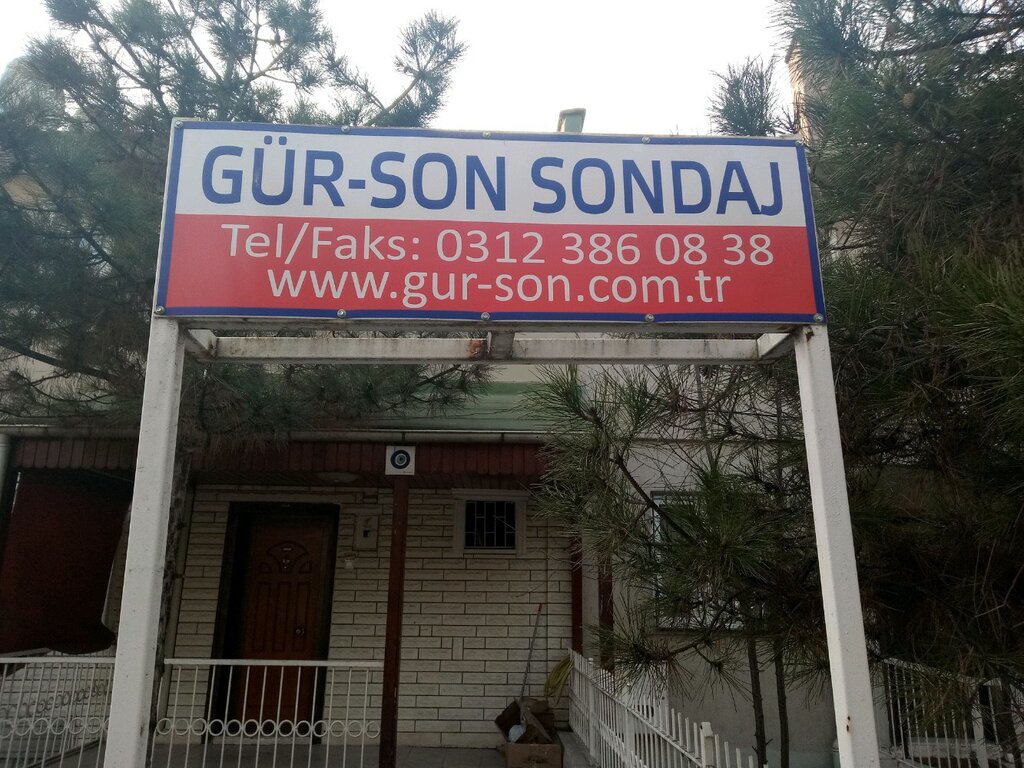 GÜR-SON SONDAJ
Tel/Faks: 0312 386 08 38
www.gur-son.com.tr